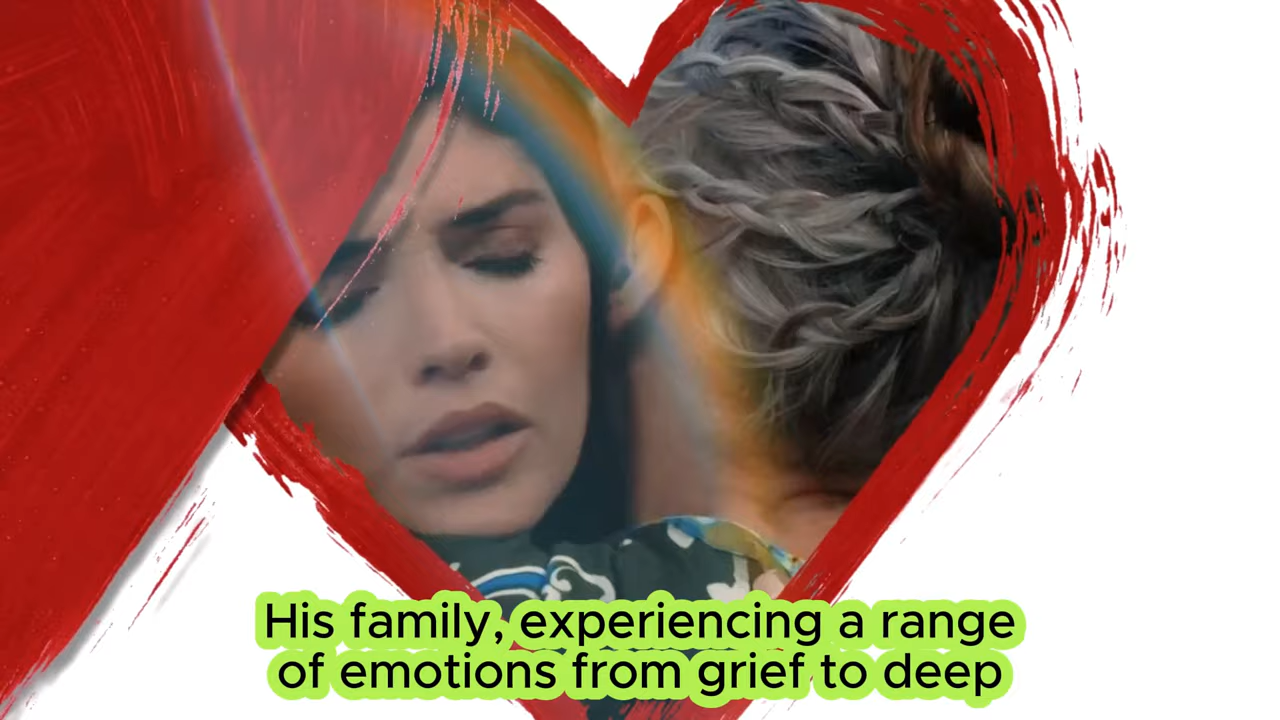 His family, experiencing a range
of emotions from grief to deep